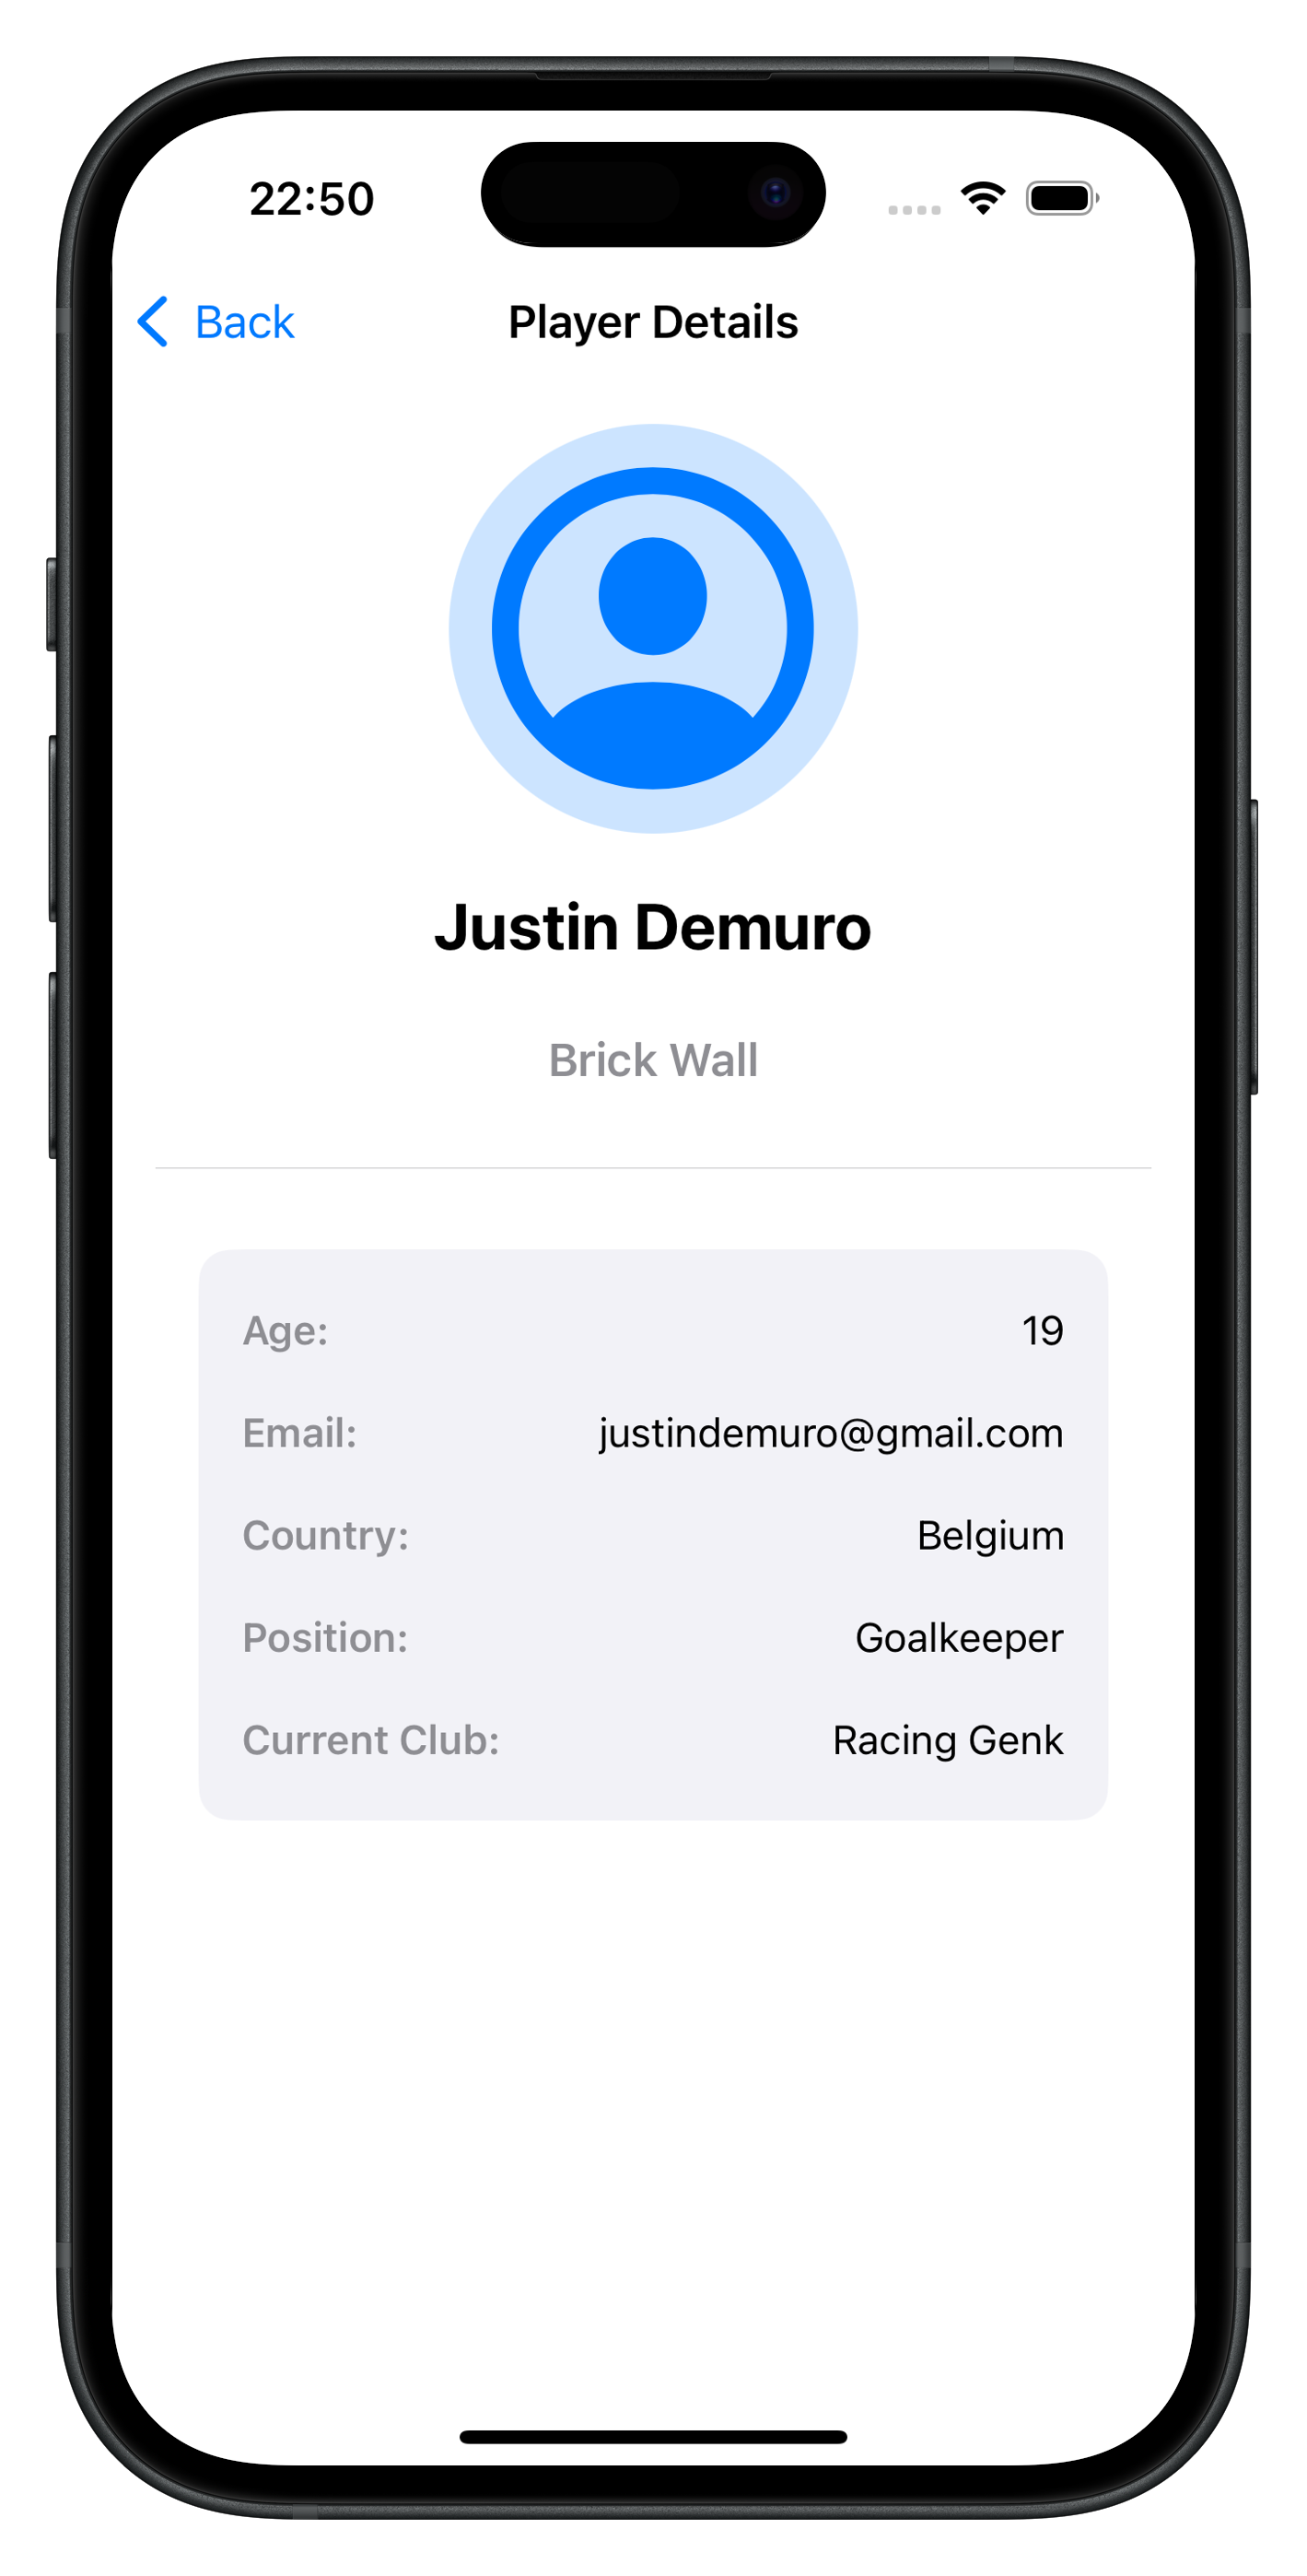 22:50
Back
Player Details
Justin Demuro
Brick Wall
Age: 19
Email: justindemuro@gmail.com
Country: Belgium
Position: Goalkeeper
Current Club: Racing Genk